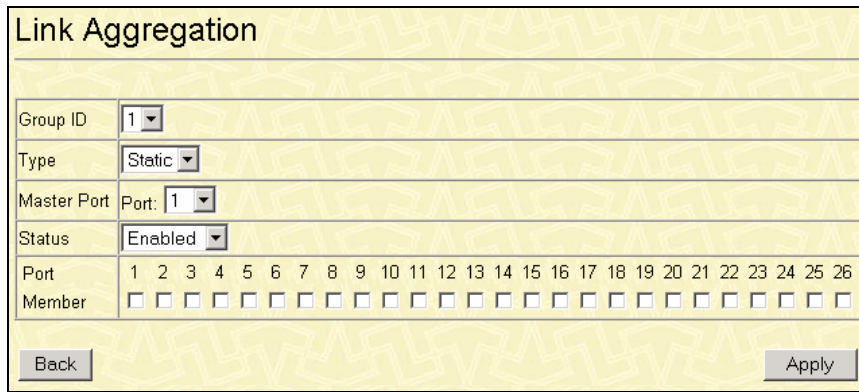 Link Aggregation
Group ID 1
Type Static
Master Port Port: 1
Status Enabled
Port 1 2 3 4 5 6 7 8 9 10 11 12 13 14 15 16 17 18 19 20 21 22 23 24 25 26
Member
Back Apply